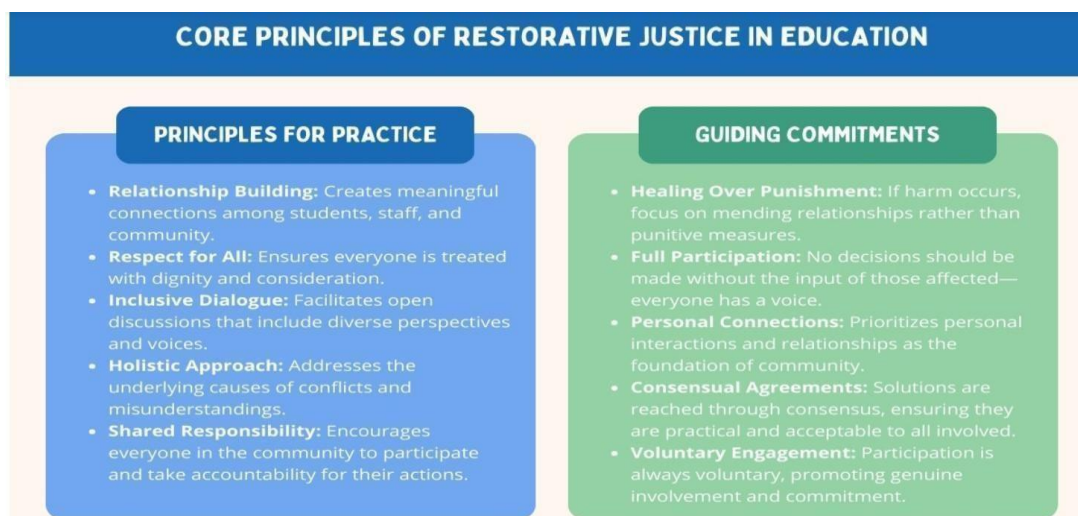 CORE PRINCIPLES OF RESTORATIVE JUSTICE IN EDUCATION
PRINCIPLES FOR PRACTICE
• Relationship Building: Creates meaningful
connections among students, staff, and
community.
• Respect for All: Ensures everyone is treated
with dignity and consideration.
• Inclusive Dialogue: Facilitates open
discussions that include diverse perspectives
and voices.
• Holistic Approach: Addresses the
underlying causes of conflicts and
misunderstandings.
• Shared Responsibility: Encourages
everyone in the community to participate
and take accountability for their actions.
GUIDING COMMITMENTS
• Healing Over Punishment: If harm occurs,
focus on mending relationships rather than
punitive measures.
• Full Participation: No decisions should be
made without the input of those affected—
everyone has a voice.
• Personal Connections: Prioritizes personal
interactions and relationships as the
foundation of community.
• Consensual Agreements: Solutions are
reached through consensus, ensuring they
are practical and acceptable to all involved.
• Voluntary Engagement: Participation is
always voluntary, promoting genuine
involvement and commitment.